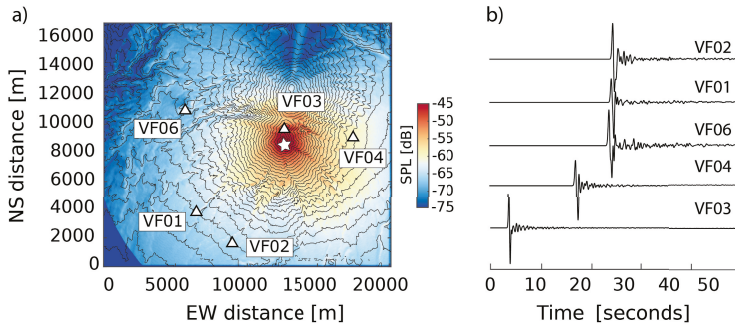 a)
16000
14000
12000
10000
8000
6000
4000
2000
0
NS distance [m]
0
5000
10000
15000
20000
EW distance [m]
VF03
VF06
VF04
VF01
VF02
-45
-50
-55
-60
-65
-70
-75
SPL [dB]
b)
VF02
VF01
VF06
VF04
VF03
0
10
20
30
40
50
Time [seconds]